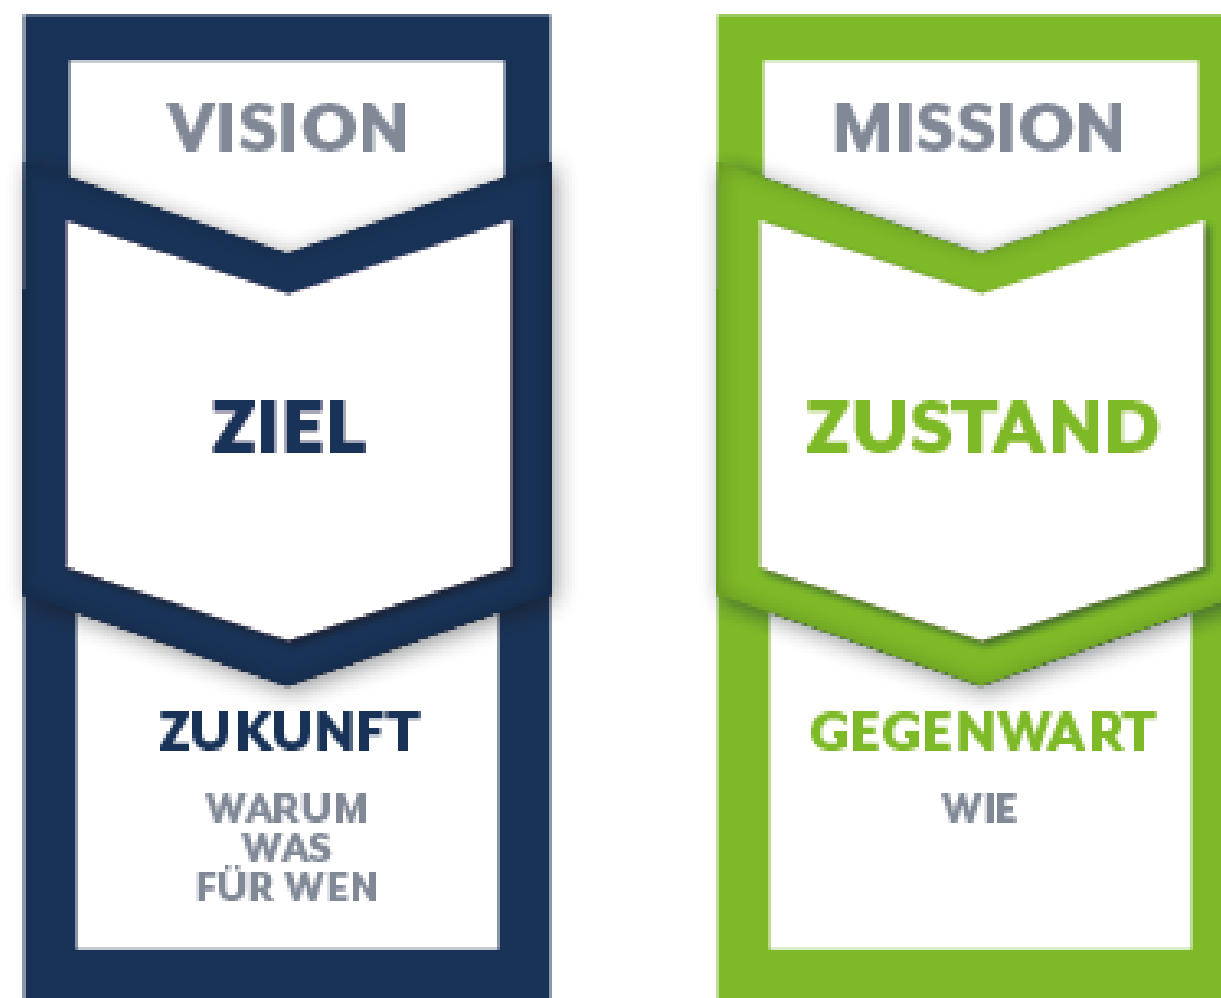 VISION
ZIEL
ZUKUNFT
WARUM
WAS
FÜR WEN
MISSION
ZUSTAND
GEGENWART
WIE